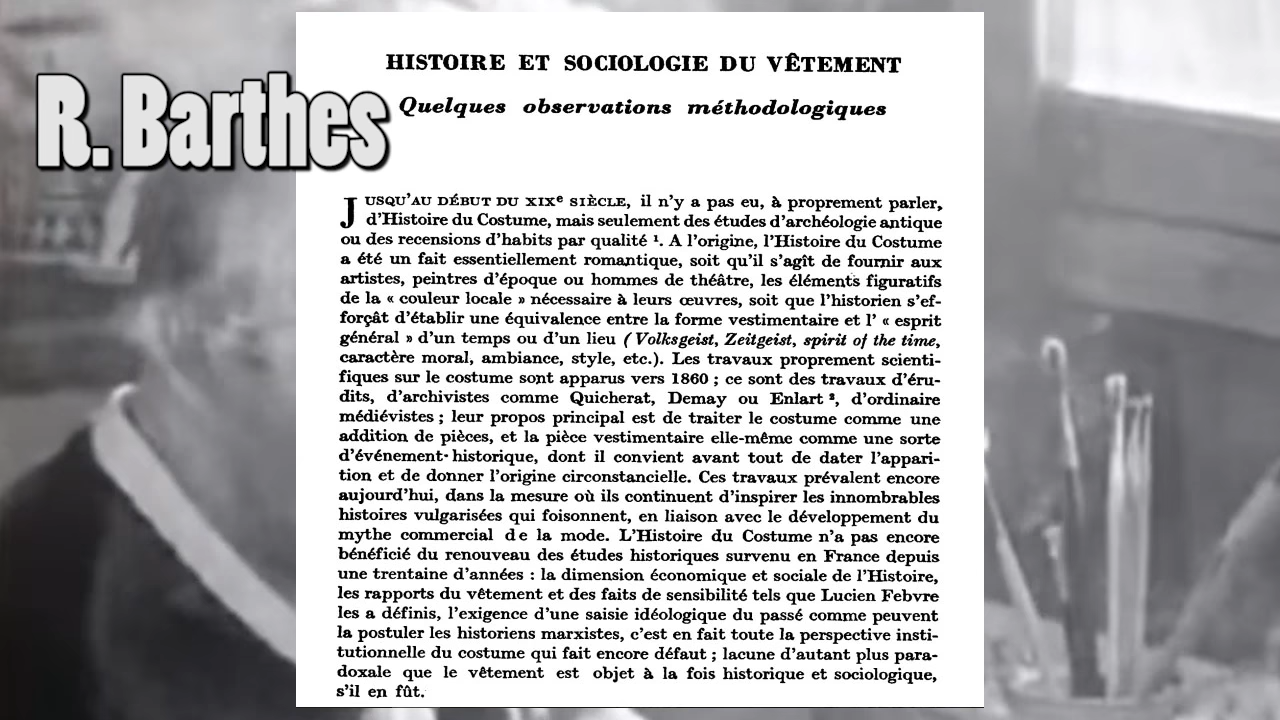 R. Barthes
HISTOIRE ET SOCIOLOGIE DU VÊTEMENT
Quelques observations méthodologiques
JUSQU'AU DÉBUT DU XIXe SIÈCLE, il n'y a pas eu, à proprement parler,
d'Histoire du Costume, mais seulement des études d'archéologie antique
ou des recensions d'habits par qualité ¹. A l'origine, l'Histoire du Costume
a été un fait essentiellement romantique, soit qu'il s'agît de fournir aux
artistes, peintres d'époque ou hommes de théâtre, les éléments figuratifs
de la « couleur locale » nécessaire à leurs œuvres, soit que l'historien s'ef-
forçât d'établir une équivalence entre la forme vestimentaire et l' « esprit
général » d'un temps ou d'un lieu (Volksgeist, Zeitgeist, spirit of the time,
caractère moral, ambiance, style, etc.). Les travaux proprement scienti-
fiques sur le costume sont apparus vers 1860 ; ce sont des travaux d'éru-
dits, d'archivistes comme Quicherat, Demay ou Enlart ², d'ordinaire
médiévistes ; leur propos principal est de traiter le costume comme une
addition de pièces, et la pièce vestimentaire elle-même comme une sorte
d'événement historique, dont il convient avant tout de dater l'appari-
tion et de donner l'origine circonstancielle. Ces travaux prévalent encore
aujourd'hui, dans la mesure où ils continuent d'inspirer les innombrables
histoires vulgarisées qui foisonnent, en liaison avec le développement du
mythe commercial de la mode. L'Histoire du Costume n'a pas encore
bénéficié du renouveau des études historiques survenu en France depuis
une trentaine d'années : la dimension économique et sociale de l'Histoire,
les rapports du vêtement et des faits de sensibilité tels que Lucien Febvre
les a définis, l'exigence d'une saisie idéologique du passé comme peuvent
la postuler les historiens marxistes, c'est en fait toute la perspective insti-
tutionnelle du costume qui fait encore défaut ; lacune d'autant plus para-
doxale que le vêtement est objet à la fois historique et sociologique,
s'il en fût.